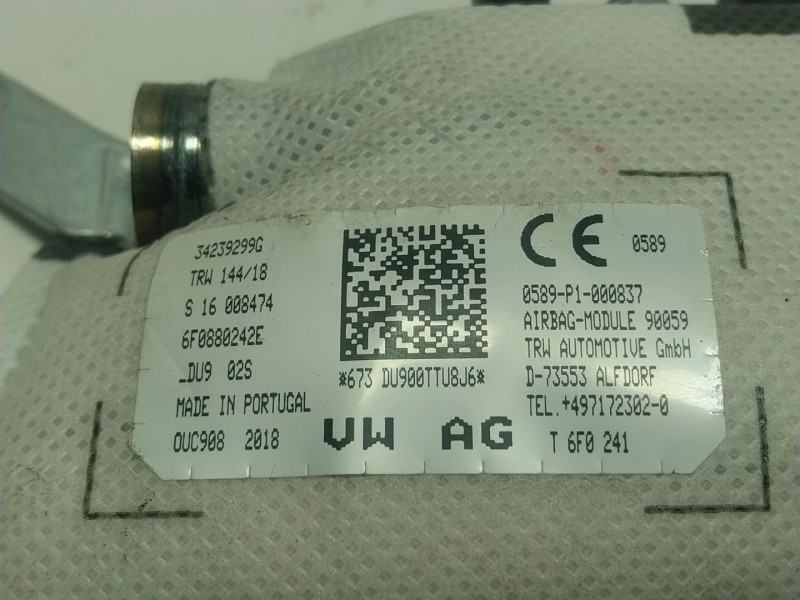 34239299G
TRW 144/18
S 16 008474
6F0880242E
_DU9 02S
MADE IN PORTUGAL
OUC908 2018
*673 DU900TTU8J6*
VW AG
CE 0589
0589-P1-000837
AIRBAG-MODULE 90059
TRW AUTOMOTIVE GmbH
D-73553 ALFDORF
TEL.+497172302-0
T 6F0 241